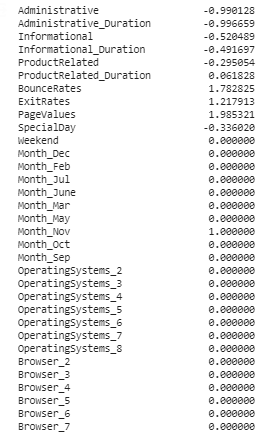 Administrative -0.990128
Administrative_Duration -0.996659
Informational -0.520489
Informational_Duration -0.491697
ProductRelated -0.295054
ProductRelated_Duration 0.061828
BounceRates 1.782825
ExitRates 1.217913
PageValues 1.985321
SpecialDay -0.336020
Weekend 0.000000
Month_Dec 0.000000
Month_Feb 0.000000
Month_Jul 0.000000
Month_June 0.000000
Month_Mar 0.000000
Month_May 0.000000
Month_Nov 1.000000
Month_Oct 0.000000
Month_Sep 0.000000
OperatingSystems_2 0.000000
OperatingSystems_3 0.000000
OperatingSystems_4 0.000000
OperatingSystems_5 0.000000
OperatingSystems_6 0.000000
OperatingSystems_7 0.000000
OperatingSystems_8 0.000000
Browser_2 0.000000
Browser_3 0.000000
Browser_4 0.000000
Browser_5 0.000000
Browser_6 0.000000
Browser_7 0.000000